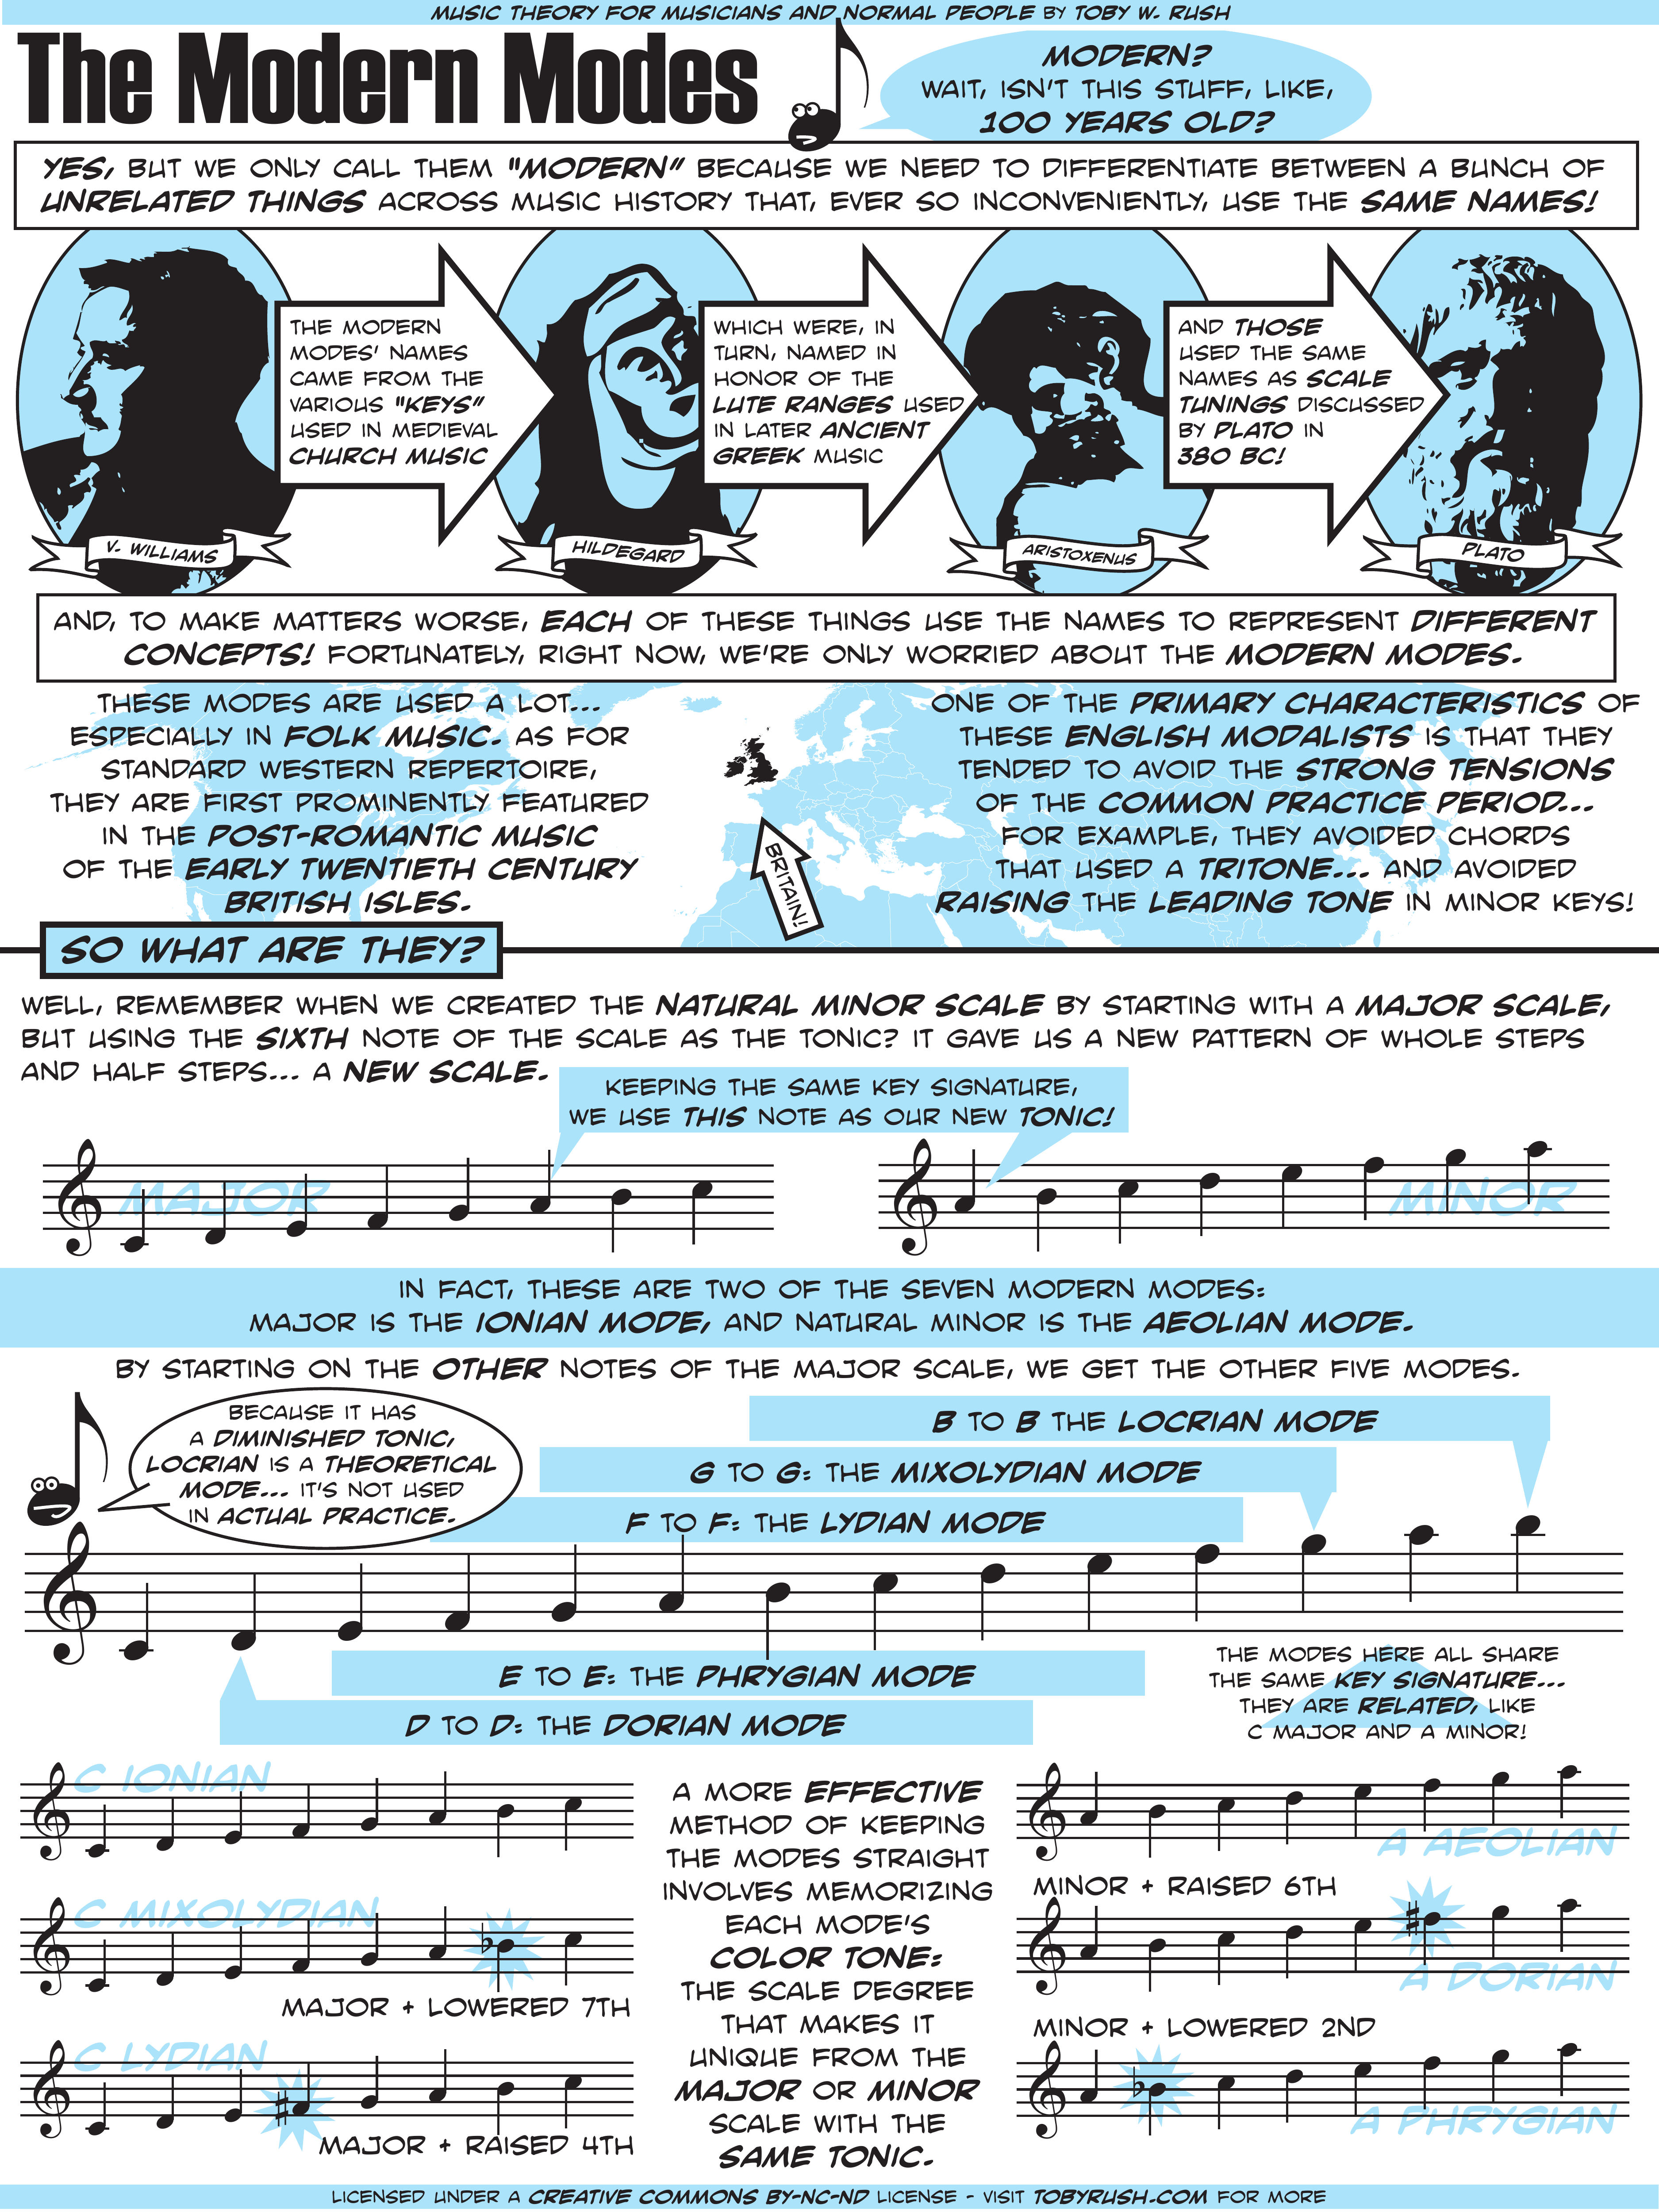 MUSIC THEORY FOR MUSICIANS AND NORMAL PEOPLE BY TOBY W. RUSH
The Modern Modes
MODERN?
WAIT, ISN'T THIS STUFF, LIKE,
100 YEARS OLD?
YES, BUT WE ONLY CALL THEM "MODERN" BECAUSE WE NEED TO DIFFERENTIATE BETWEEN A BUNCH OF
UNRELATED THINGS ACROSS MUSIC HISTORY THAT, EVER SO INCONVENIENTLY, USE THE SAME NAMES!
THE MODERN
MODES' NAMES
CAME FROM THE
VARIOUS "KEYS"
USED IN MEDIEVAL
CHURCH MUSIC
WHICH WERE, IN
TURN, NAMED IN
HONOR OF THE
LUTE RANGES USED
IN LATER ANCIENT
GREEK MUSIC
AND THOSE
USED THE SAME
NAMES AS SCALE
TUNINGS DISCUSSED
BY PLATO IN
380 BC!
V. WILLIAMS
HILDEGARD
ARISTOXENUS
PLATO
AND, TO MAKE MATTERS WORSE, EACH OF THESE THINGS USE THE NAMES TO REPRESENT DIFFERENT
CONCEPTS! FORTUNATELY, RIGHT NOW, WE'RE ONLY WORRIED ABOUT THE MODERN MODES.
THESE MODES ARE USED A LOT...
ESPECIALLY IN FOLK MUSIC. AS FOR
STANDARD WESTERN REPERTOIRE,
THEY ARE FIRST PROMINENTLY FEATURED
IN THE POST-ROMANTIC MUSIC
OF THE EARLY TWENTIETH CENTURY
BRITISH ISLES.
BRITAIN!
ONE OF THE PRIMARY CHARACTERISTICS OF
THESE ENGLISH MODALISTS IS THAT THEY
TENDED TO AVOID THE STRONG TENSIONS
OF THE COMMON PRACTICE PERIOD...
FOR EXAMPLE, THEY AVOIDED CHORDS
THAT USED A TRITONE... AND AVOIDED
RAISING THE LEADING TONE IN MINOR KEYS!
SO WHAT ARE THEY?
WELL, REMEMBER WHEN WE CREATED THE NATURAL MINOR SCALE BY STARTING WITH A MAJOR SCALE,
BUT USING THE SIXTH NOTE OF THE SCALE AS THE TONIC? IT GAVE US A NEW PATTERN OF WHOLE STEPS
AND HALF STEPS... A NEW SCALE.
KEEPING THE SAME KEY SIGNATURE,
WE USE THIS NOTE AS OUR NEW TONIC!
MAJOR
MINOR
IN FACT, THESE ARE TWO OF THE SEVEN MODERN MODES:
MAJOR IS THE IONIAN MODE, AND NATURAL MINOR IS THE AEOLIAN MODE.
BY STARTING ON THE OTHER NOTES OF THE MAJOR SCALE, WE GET THE OTHER FIVE MODES.
BECAUSE IT HAS
A DIMINISHED TONIC,
LOCRIAN IS A THEORETICAL
MODE... IT'S NOT USED
IN ACTUAL PRACTICE.
B TO B THE LOCRIAN MODE
G TO G: THE MIXOLYDIAN MODE
F TO F: THE LYDIAN MODE
E TO E: THE PHRYGIAN MODE
D TO D: THE DORIAN MODE
THE MODES HERE ALL SHARE
THE SAME KEY SIGNATURE...
THEY ARE RELATED, LIKE
C MAJOR AND A MINOR!
C IONIAN
C MIXOLYDIAN
MAJOR + LOWERED 7TH
C LYDIAN
MAJOR + RAISED 4TH
A MORE EFFECTIVE
METHOD OF KEEPING
THE MODES STRAIGHT
INVOLVES MEMORIZING
EACH MODE'S
COLOR TONE:
THE SCALE DEGREE
THAT MAKES IT
UNIQUE FROM THE
MAJOR OR MINOR
SCALE WITH THE
SAME TONIC.
A AEOLIAN
MINOR + RAISED 6TH
A DORIAN
MINOR + LOWERED 2ND
A PHRYGIAN
LICENSED UNDER A CREATIVE COMMONS BY-NC-ND LICENSE - VISIT TOBYRUSH.COM FOR MORE